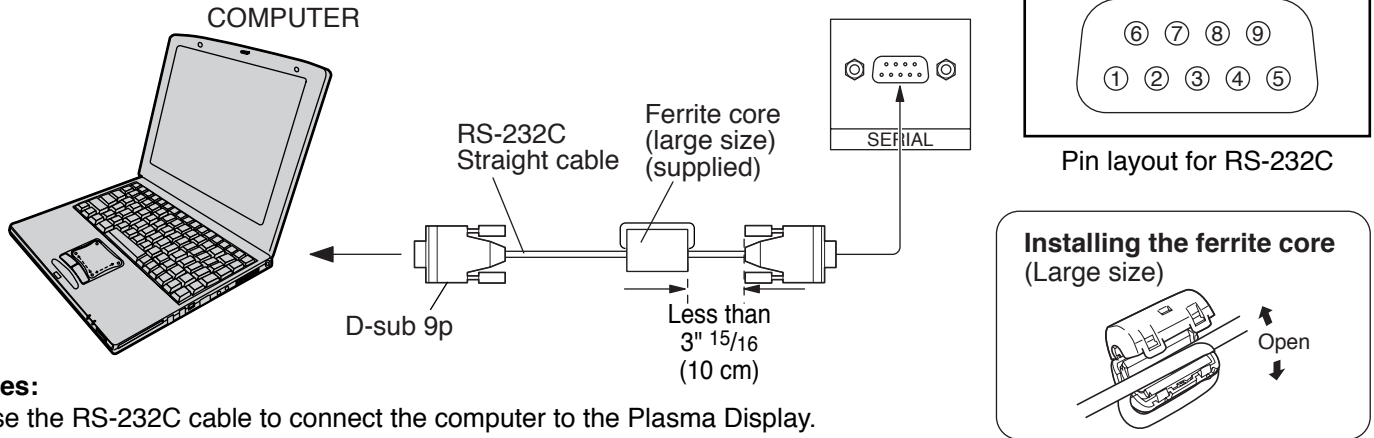 COMPUTER
RS-232C
Straight cable
Ferrite core
(large size)
(supplied)
D-sub 9p
Less than
3" 15/16
(10 cm)
SERIAL
⑥ ⑦ ⑧ ⑨
① ② ③ ④ ⑤
Pin layout for RS-232C
Installing the ferrite core
(Large size)
Open
es:
se the RS-232C cable to connect the computer to the Plasma Display.